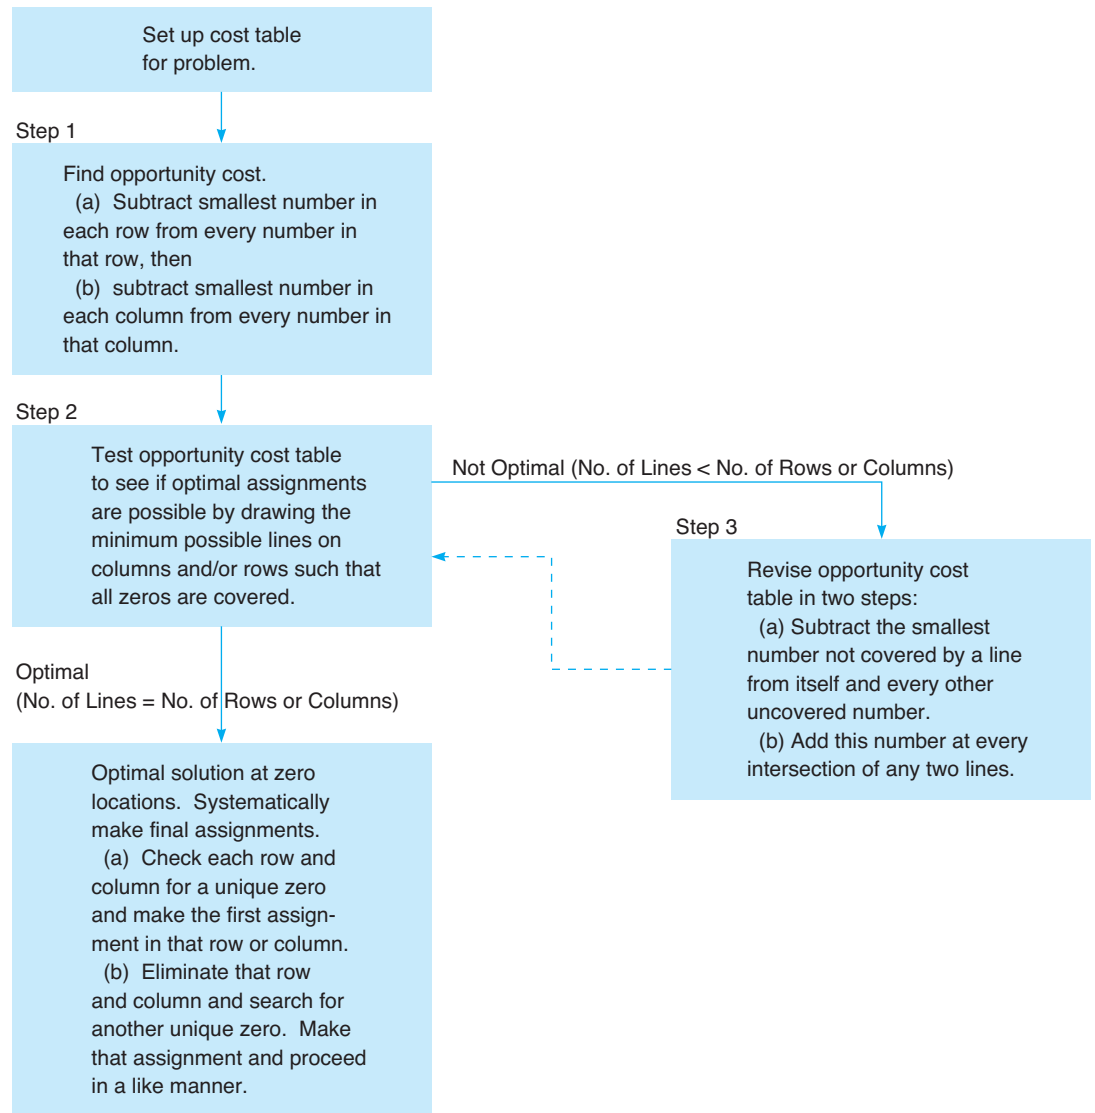 Set up cost table
for problem.
Step 1
Find opportunity cost.
(a) Subtract smallest number in
each row from every number in
that row, then
(b) subtract smallest number in
each column from every number in
that column.
Step 2
Test opportunity cost table
to see if optimal assignments
are possible by drawing the
minimum possible lines on
columns and/or rows such that
all zeros are covered.
Not Optimal (No. of Lines < No. of Rows or Columns)
Step 3
Revise opportunity cost
table in two steps:
(a) Subtract the smallest
number not covered by a line
from itself and every other
uncovered number.
(b) Add this number at every
intersection of any two lines.
Optimal
(No. of Lines = No. of Rows or Columns)
Optimal solution at zero
locations. Systematically
make final assignments.
(a) Check each row and
column for a unique zero
and make the first assign-
ment in that row or column.
(b) Eliminate that row
and column and search for
another unique zero. Make
that assignment and proceed
in a like manner.